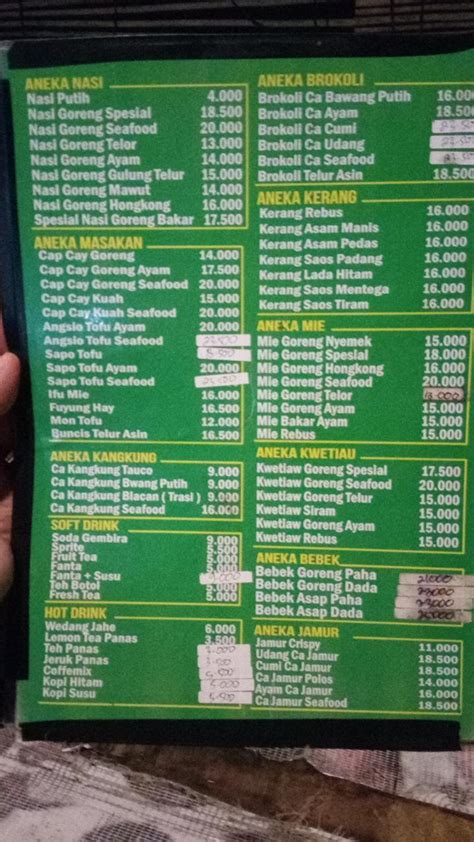 ANEKA NASI
Nasi Putih 4.000
Nasi Goreng Spesial 18.500
Nasi Goreng Seafood 20.000
Nasi Goreng Telor 13.000
Nasi Goreng Ayam 14.000
Nasi Goreng Gulung Telur 15.000
Nasi Goreng Mawut 14.000
Nasi Goreng Hongkong 16.000
Spesial Nasi Goreng Bakar 17.500
ANEKA MASAKAN
Cap Cay Goreng 14.000
Cap Cay Goreng Ayam 17.500
Cap Cay Goreng Seafood 20.000
Cap Cay Kuah 15.000
Cap Cay Kuah Seafood 20.000
Angsio Tofu Ayam 20.000
Angsio Tofu Seafood
Sapo Tofu
Sapo Tofu Ayam 20.000
Sapo Tofu Seafood
Ifu Mie 16.000
Fuyung Hay 16.500
Mon Tofu 12.000
Buncis Telur Asin 16.500
ANEKA KANGKUNG
Ca Kangkung Tauco 9.000
Ca Kangkung Bwang Putih 9.000
Ca Kangkung Blacan ( Trasi ) 9.000
Ca Kangkung Seafood 16.000
SOFT DRINK
Soda Gembira 9.000
Sprite 5.500
Fruit Tea 5.000
Fanta 5.000
Fanta + Susu
Teh Botol
Fresh Tea 5.000
HOT DRINK
Wedang Jahe 6.000
Lemon Tea Panas 3.500
Teh Panas
Jeruk Panas
Coffemix
Kopi Hitam
Kopi Susu
ANEKA BROKOLI
Brokoli Ca Bawang Putih 16.00
Brokoli Ca Ayam 18.50
Brokoli Ca Cumi
Brokoli Ca Udang
Brokoli Ca Seafood
Brokoli Telur Asin 18.500
ANEKA KERANG
Kerang Rebus 16.000
Kerang Asam Manis 16.000
Kerang Asam Pedas 16.000
Kerang Saos Padang 16.000
Kerang Lada Hitam 16.000
Kerang Saos Mentega 16.000
Kerang Saos Tiram 16.000
ANEKA MIE
Mie Goreng Nyemek 15.000
Mie Goreng Spesial 18.000
Mie Goreng Hongkong 16.000
Mie Goreng Seafood 20.000
Mie Goreng Telor
Mie Goreng Ayam 15.000
Mie Bakar Ayam 15.000
Mie Rebus 15.000
ANEKA KWETIAU
Kwetiaw Goreng Spesial 17.500
Kwetiaw Goreng Seafood 20.000
Kwetiaw Goreng Telur 15.000
Kwetiaw Siram 15.000
Kwetiaw Goreng Ayam 15.000
Kwetiaw Rebus 15.000
ANEKA BEBEK
Bebek Goreng Paha
Bebek Goreng Dada
Bebek Asap Paha
Bebek Asap Dada
ANEKA JAMUR
Jamur Crispy 11.000
Udang Ca Jamur 18.500
Cumi Ca Jamur 18.500
Ca Jamur Polos 14.000
Ayam Ca Jamur 16.000
Ca Jamur Seafood 18.500